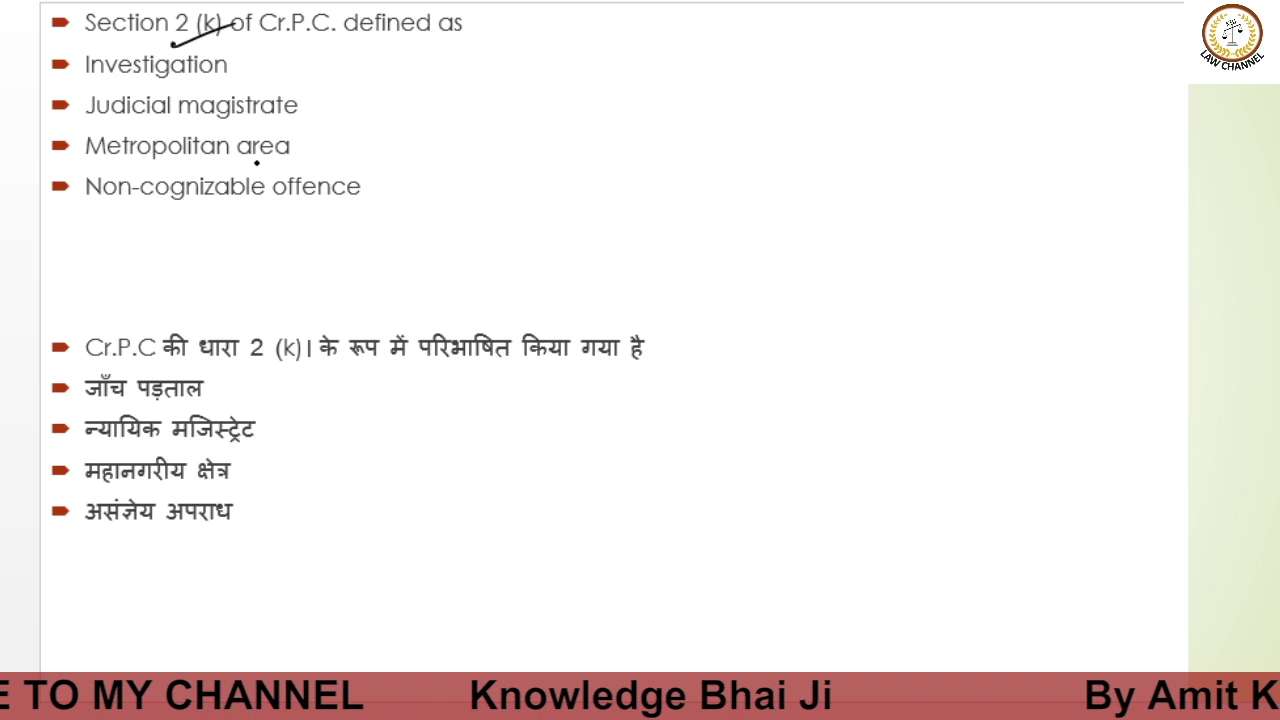 Section 2 (k) of Cr.P.C. defined as
Investigation
Judicial magistrate
Metropolitan area
Non-cognizable offence
Cr.P.C की धारा 2 (k)। के रूप में परिभाषित किया गया है
जाँच पड़ताल
न्यायिक मजिस्ट्रेट
महानगरीय क्षेत्र
असंज्ञेय अपराध
LAW CHANNEL
E TO MY CHANNEL Knowledge Bhai Ji By Amit K